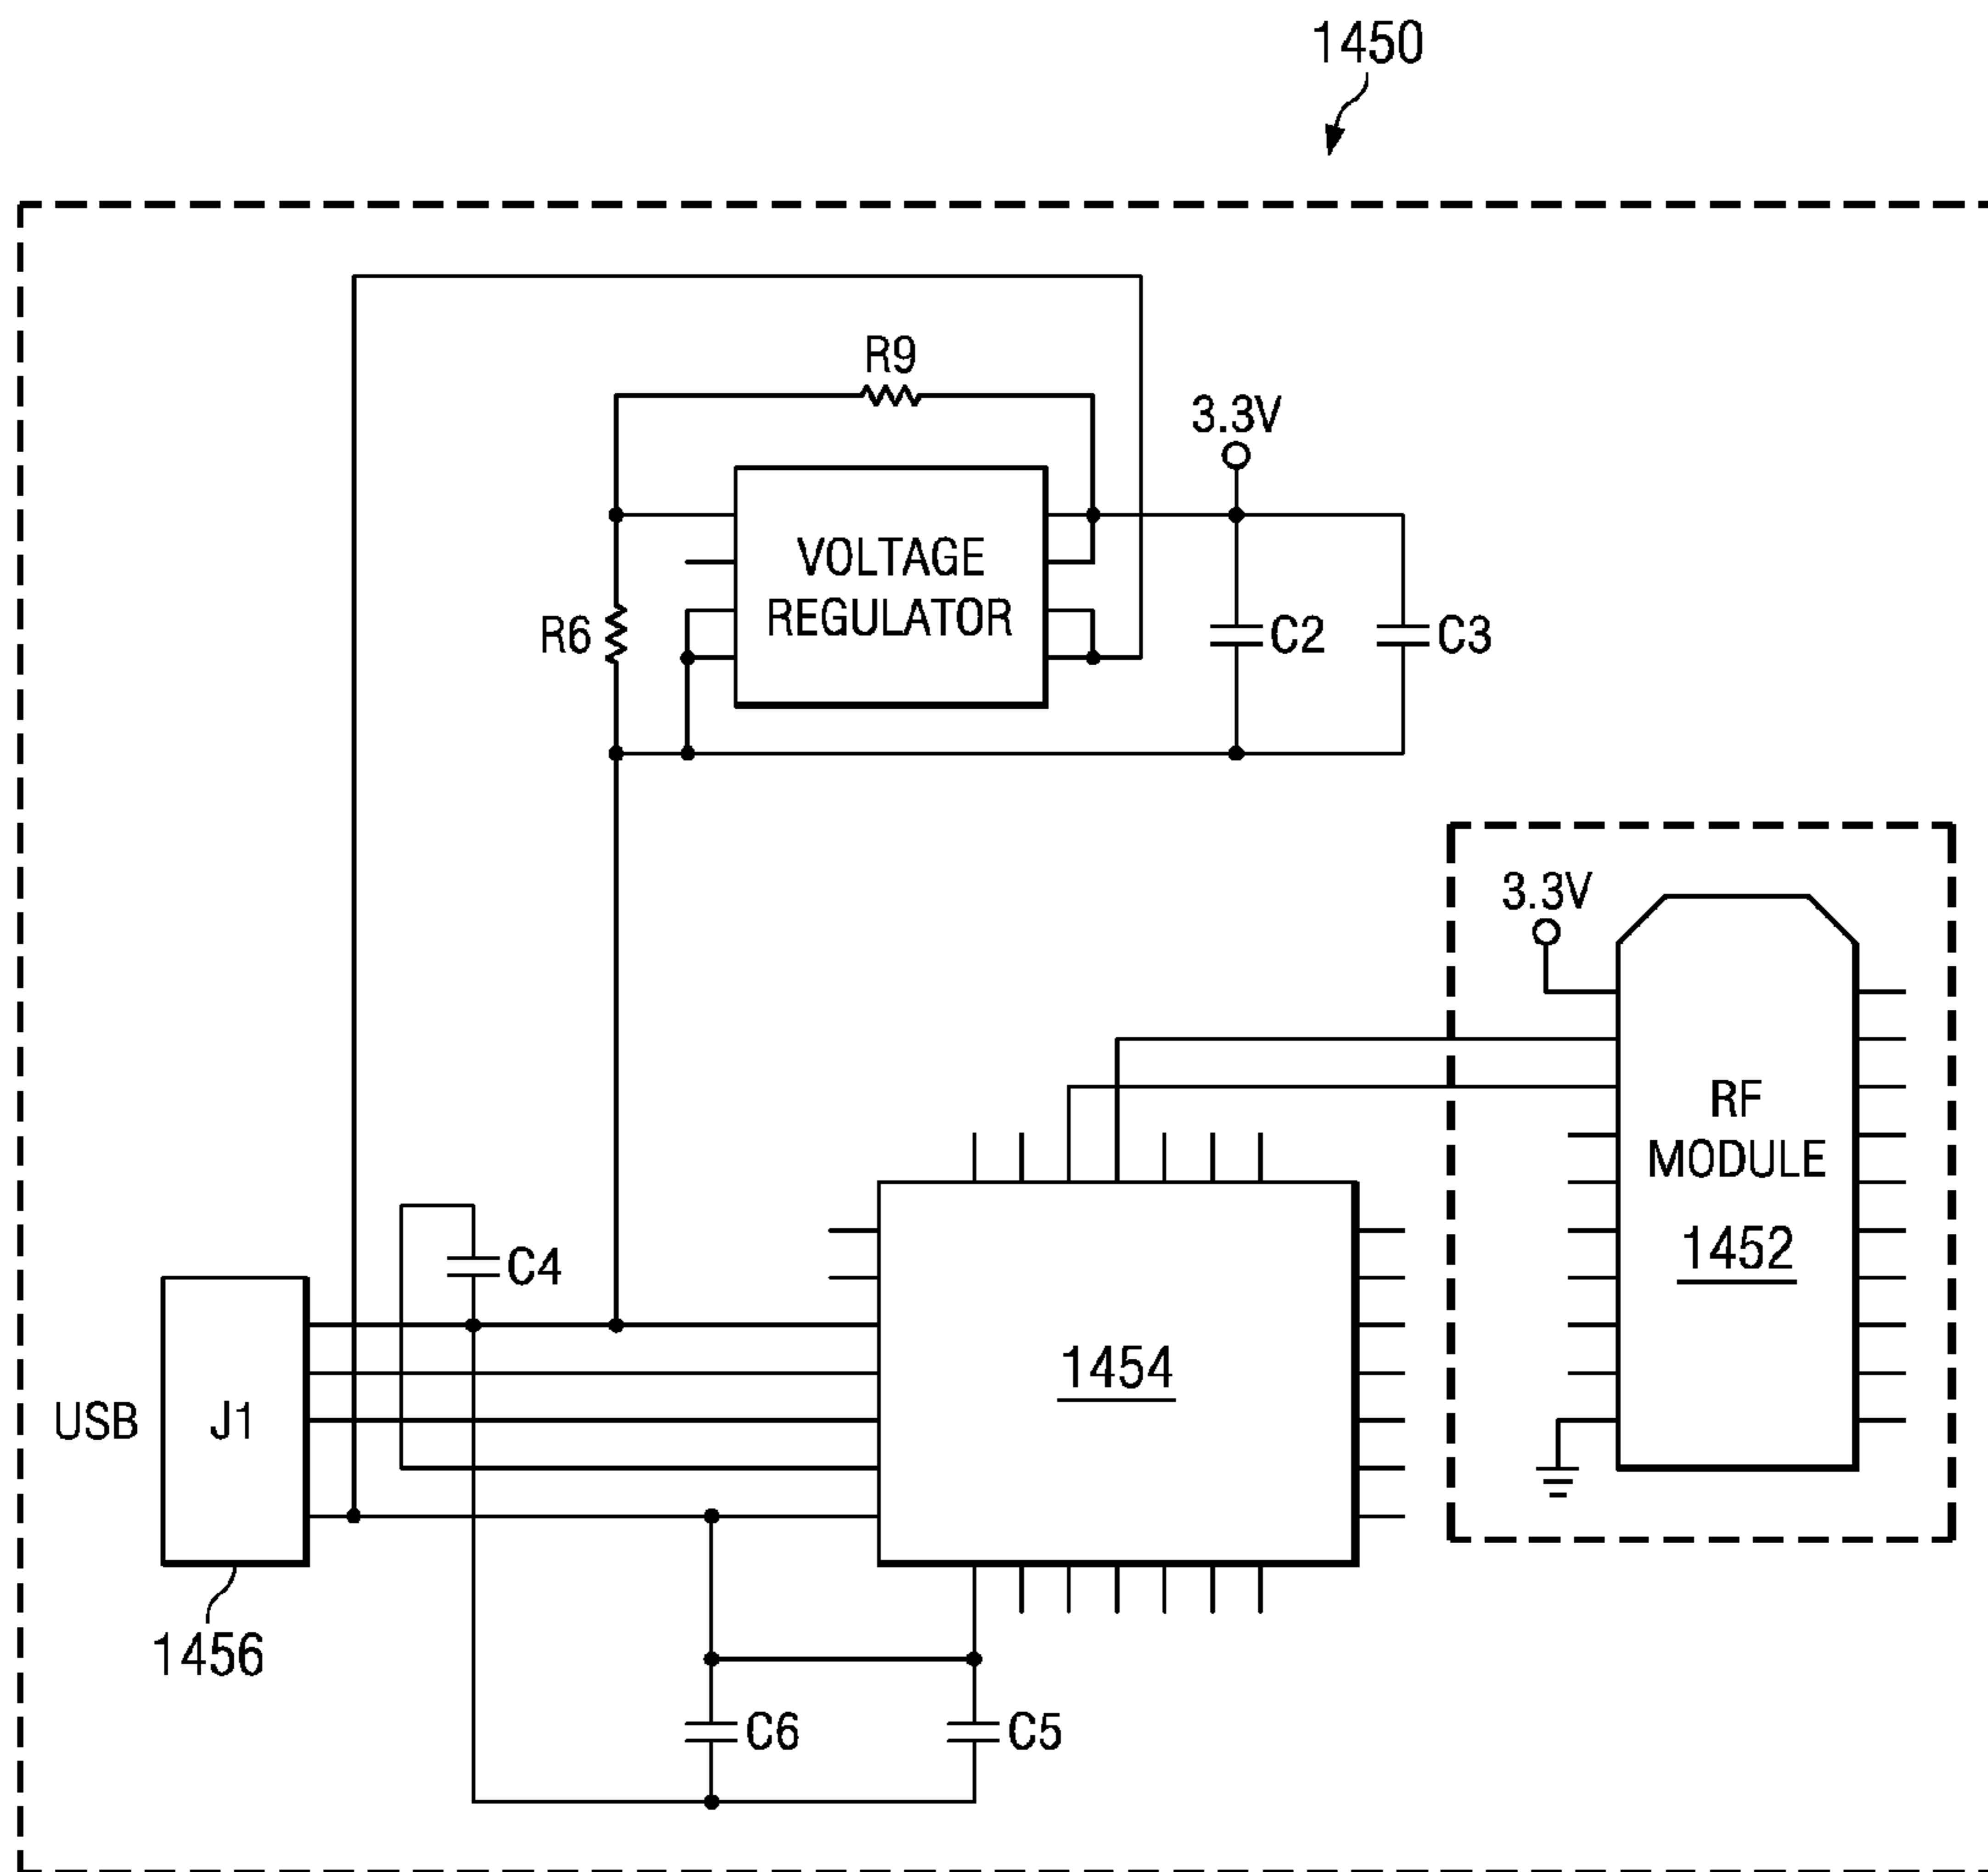 1450
R9
3.3V
VOLTAGE
REGULATOR
R6
C2
C3
3.3V
RF
MODULE
1452
C4
1454
USB
J1
1456
C6
C5